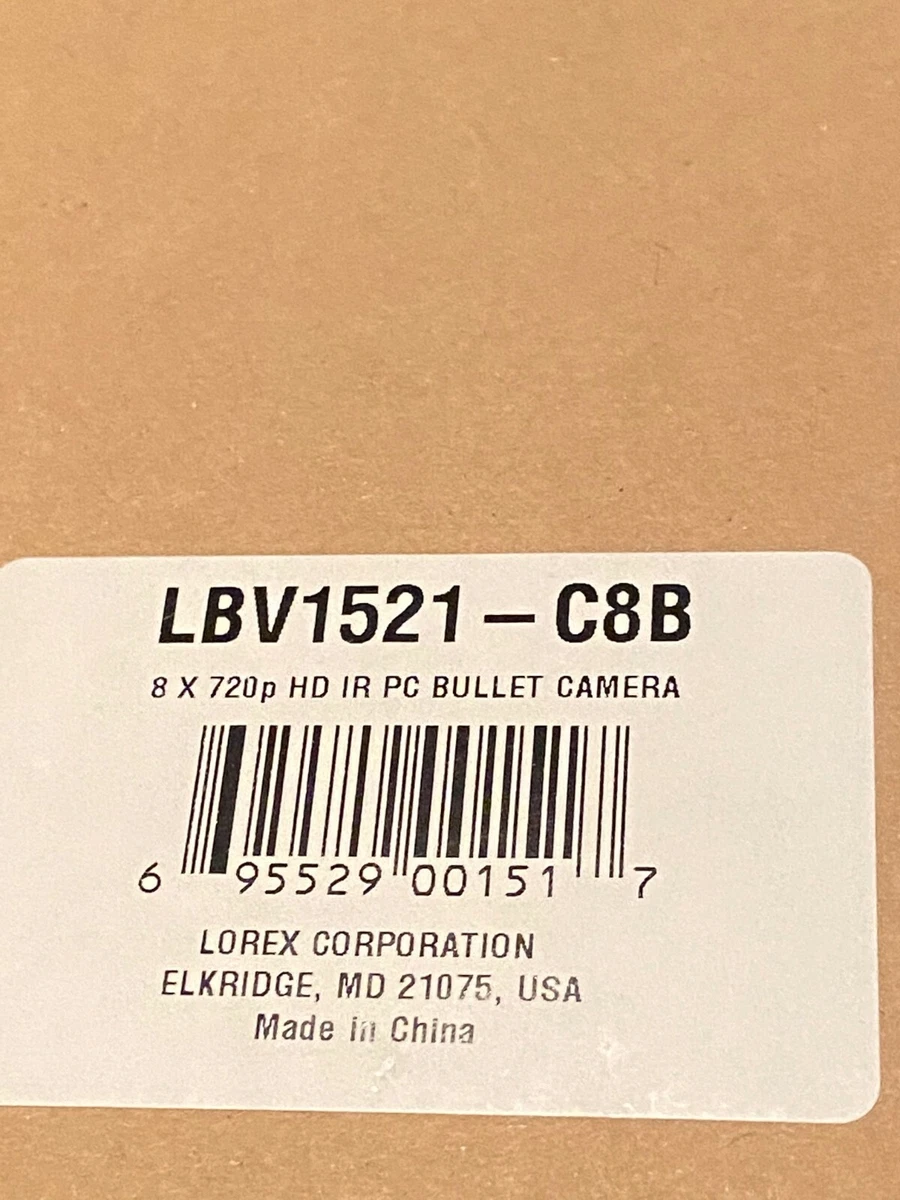 LBV1521 – C8B
8 X 720p HD IR PC BULLET CAMERA
6 95529 00151 7
LOREX CORPORATION
ELKRIDGE, MD 21075, USA
Made in China